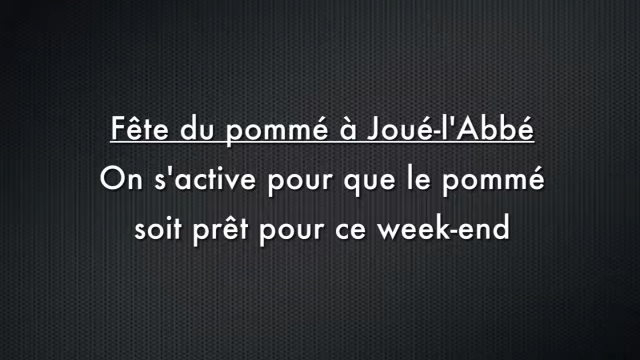 Fête du pommé à Joué-l'Abbé
On s'active pour que le pommé
soit prêt pour ce week-end